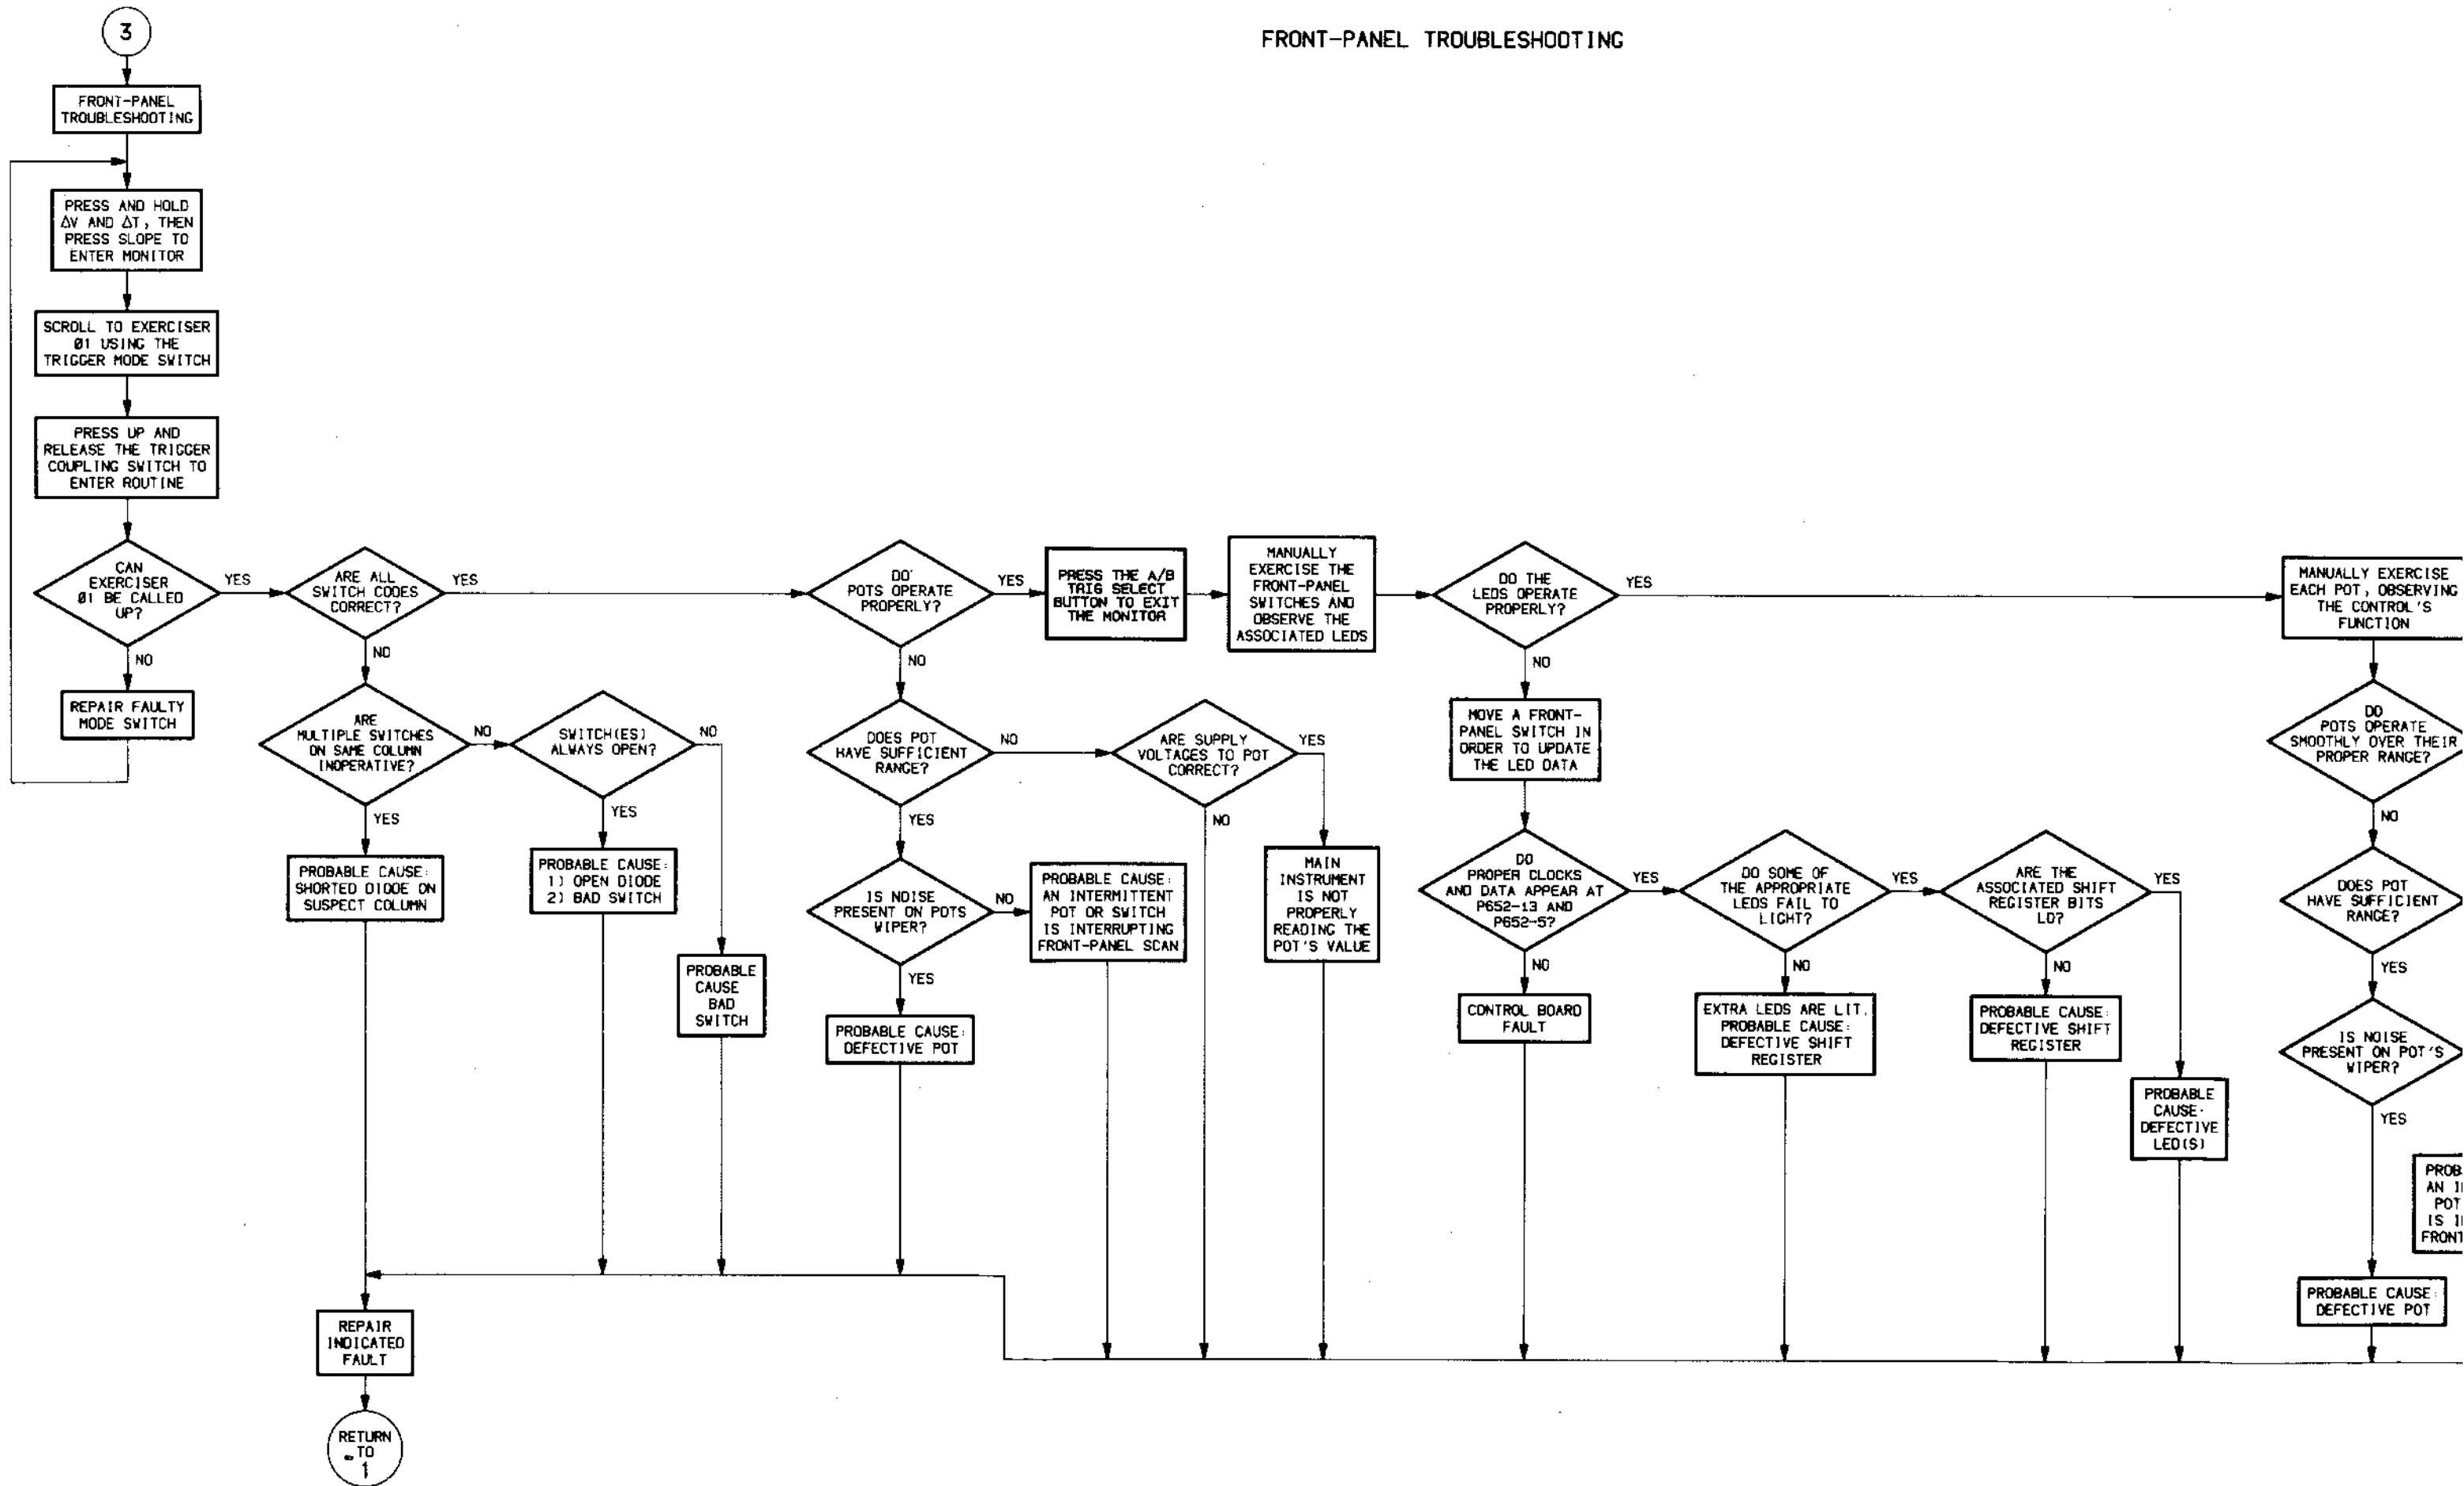 FRONT-PANEL TROUBLESHOOTING
3
FRONT-PANEL
TROUBLESHOOTING
PRESS AND HOLD
ΔV AND ΔT, THEN
PRESS SLOPE TO
ENTER MONITOR
SCROLL TO EXERCISER
Ø1 USING THE
TRIGGER MODE SWITCH
PRESS UP AND
RELEASE THE TRIGGER
COUPLING SWITCH TO
ENTER ROUTINE
CAN
EXERCISER
Ø1 BE CALLED
UP?
YES
NO
REPAIR FAULTY
MODE SWITCH
ARE ALL
SWITCH CODES
CORRECT?
YES
NO
ARE
MULTIPLE SWITCHES
ON SAME COLUMN
INOPERATIVE?
NO
YES
PROBABLE CAUSE:
SHORTED DIODE ON
SUSPECT COLUMN
SWITCH(ES)
ALWAYS OPEN?
NO
YES
PROBABLE CAUSE:
1) OPEN DIODE
2) BAD SWITCH
PROBABLE
CAUSE
BAD
SWITCH
REPAIR
INDICATED
FAULT
RETURN
TO
1
DO
POTS OPERATE
PROPERLY?
YES
NO
DOES POT
HAVE SUFFICIENT
RANGE?
NO
YES
IS NOISE
PRESENT ON POTS
WIPER?
NO
YES
PROBABLE CAUSE:
DEFECTIVE POT
PROBABLE CAUSE:
AN INTERMITTENT
POT OR SWITCH
IS INTERRUPTING
FRONT-PANEL SCAN
ARE SUPPLY
VOLTAGES TO POT
CORRECT?
YES
NO
MAIN
INSTRUMENT
IS NOT
PROPERLY
READING THE
POT'S VALUE
PRESS THE A/B
TRIG SELECT
BUTTON TO EXIT
THE MONITOR
MANUALLY
EXERCISE THE
FRONT-PANEL
SWITCHES AND
OBSERVE THE
ASSOCIATED LEDS
DO THE
LEDS OPERATE
PROPERLY?
YES
NO
MOVE A FRONT-
PANEL SWITCH IN
ORDER TO UPDATE
THE LED DATA
DO
PROPER CLOCKS
AND DATA APPEAR AT
P652-13 AND
P652-5?
YES
NO
CONTROL BOARD
FAULT
DO SOME OF
THE APPROPRIATE
LEDS FAIL TO
LIGHT?
YES
NO
EXTRA LEDS ARE LIT.
PROBABLE CAUSE:
DEFECTIVE SHIFT
REGISTER
ARE THE
ASSOCIATED SHIFT
REGISTER BITS
LO?
YES
NO
PROBABLE CAUSE:
DEFECTIVE SHIFT
REGISTER
PROBABLE
CAUSE:
DEFECTIVE
LED(S)
MANUALLY EXERCISE
EACH POT, OBSERVING
THE CONTROL'S
FUNCTION
DO
POTS OPERATE
SMOOTHLY OVER THEIR
PROPER RANGE?
NO
DOES POT
HAVE SUFFICIENT
RANGE?
YES
IS NOISE
PRESENT ON POT'S
WIPER?
YES
PROBABLE CAUSE:
DEFECTIVE POT
PROB
AN I
POT
IS I
FRONT